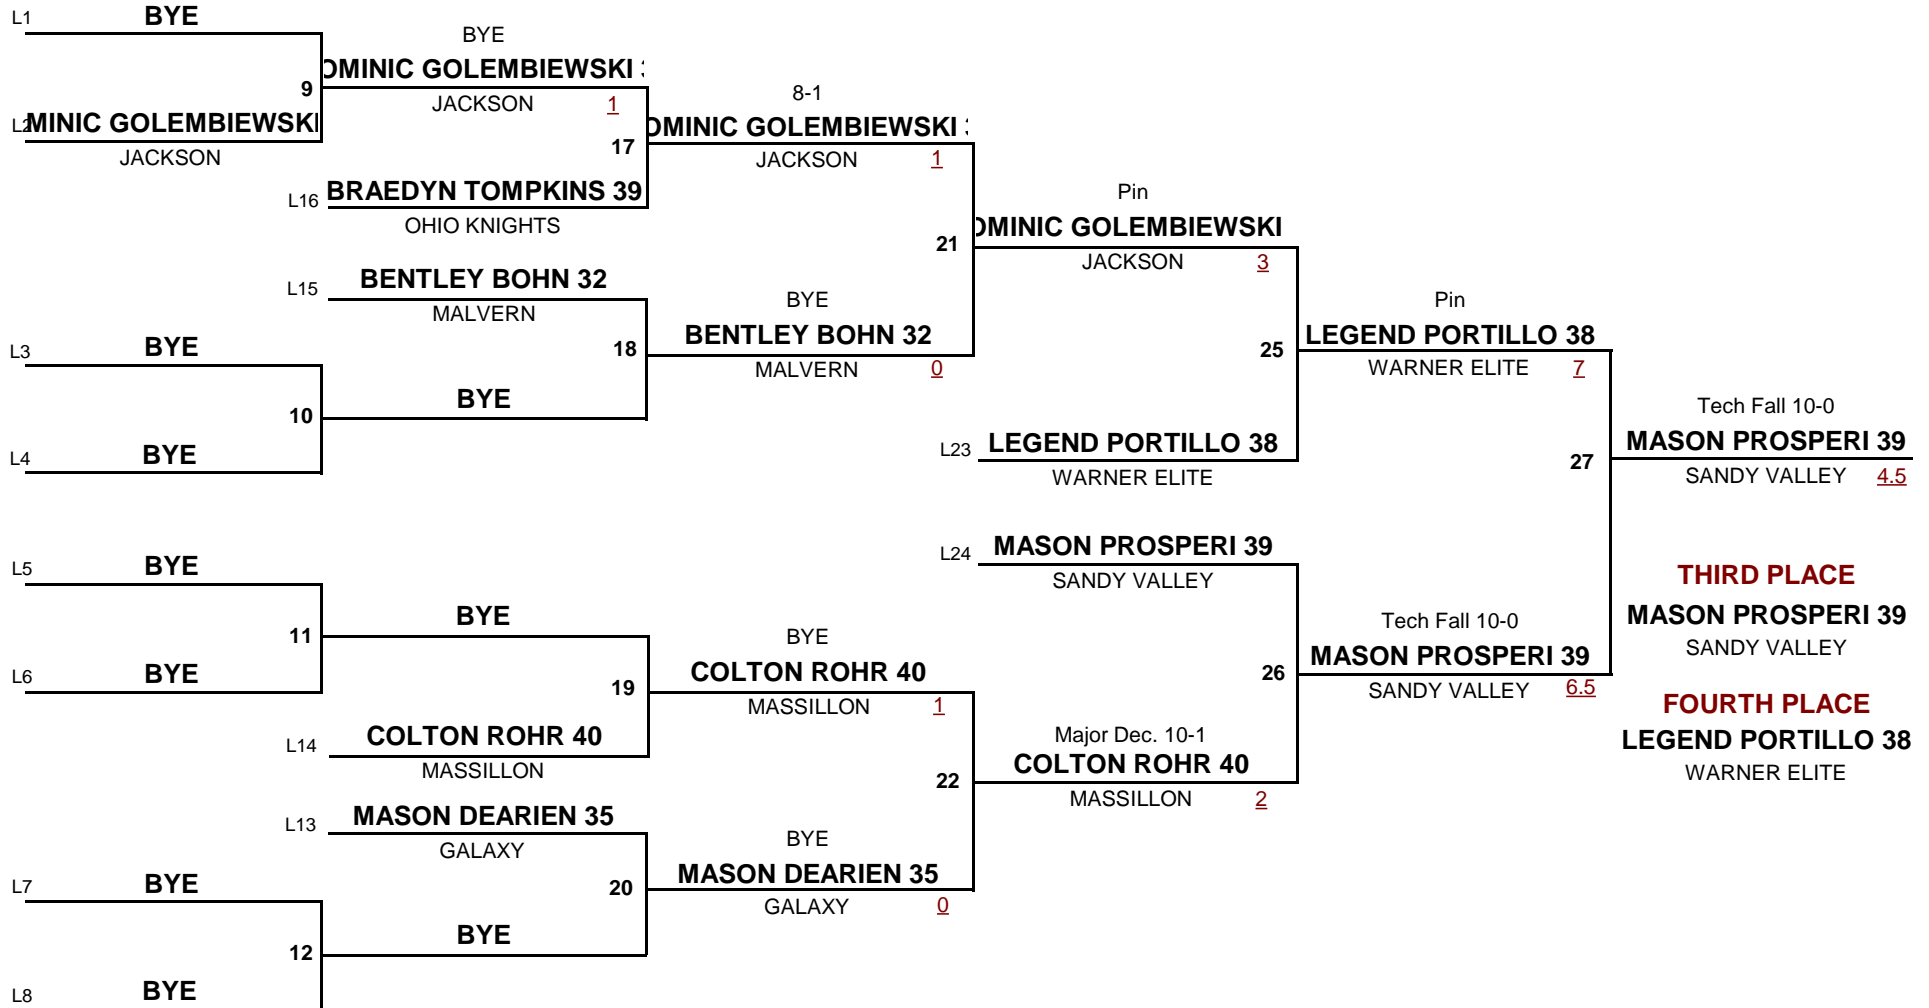 L1 BYE
BYE
OMINIC GOLEMBIEWSKI
9
JACKSON 1
L2 MINIC GOLEMBIEWSKI
JACKSON
8-1
OMINIC GOLEMBIEWSKI
17
JACKSON 1
L16 BRAEDYN TOMPKINS 39
OHIO KNIGHTS
Pin
OMINIC GOLEMBIEWSKI
21
JACKSON 3
L15 BENTLEY BOHN 32
MALVERN
BYE
BENTLEY BOHN 32
18
MALVERN 0
L3 BYE
BYE
10
L4 BYE
Pin
LEGEND PORTILLO 38
25
WARNER ELITE 7
L23 LEGEND PORTILLO 38
WARNER ELITE
Tech Fall 10-0
MASON PROSPERI 39
27
SANDY VALLEY 4.5
L24 MASON PROSPERI 39
SANDY VALLEY
L5 BYE
BYE
11
L6 BYE
BYE
COLTON ROHR 40
19
MASSILLON 1
L14 COLTON ROHR 40
MASSILLON
Tech Fall 10-0
MASON PROSPERI 39
26
SANDY VALLEY 6.5
Major Dec. 10-1
COLTON ROHR 40
22
MASSILLON 2
L13 MASON DEARIEN 35
GALAXY
BYE
MASON DEARIEN 35
20
GALAXY 0
L7 BYE
BYE
12
L8 BYE
THIRD PLACE
MASON PROSPERI 39
SANDY VALLEY
FOURTH PLACE
LEGEND PORTILLO 38
WARNER ELITE